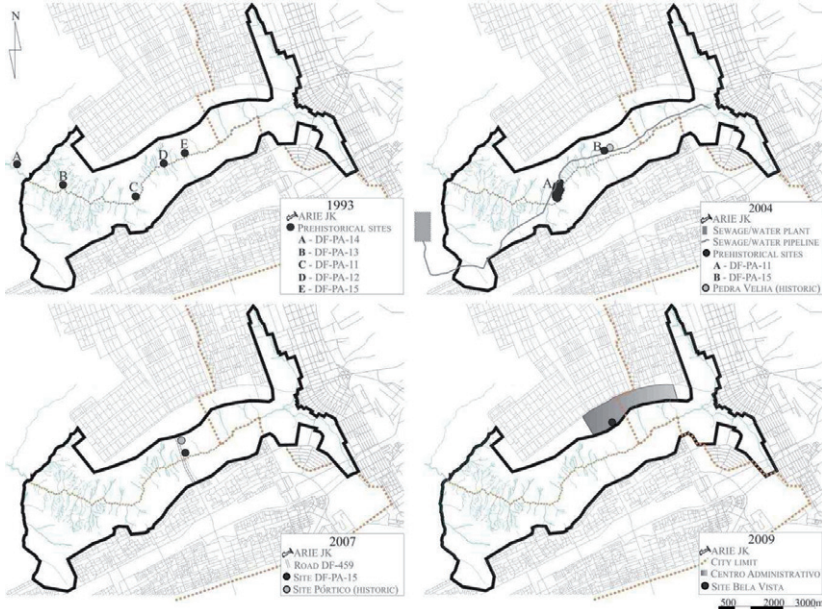 N
A
B
C
D
E
1993
ARIE JK
PREHISTORICAL SITES
A - DF-PA-14
B - DF-PA-13
C - DF-PA-11
D - DF-PA-12
E - DF-PA-15
B
A
2004
ARIE JK
SEWAGE/WATER PLANT
SEWAGE/WATER PIPELINE
PREHISTORICAL SITES
A - DF-PA-11
B - DF-PA-15
PEDRA VELHA (HISTORIC)
2007
ARIE JK
ROAD DF-459
SITE DF-PA-15
SITE PÓRTICO (HISTORIC)
2009
ARIE JK
CITY LIMIT
CENTRO ADMINISTRATIVO
SITE BELA VISTA
500 2000 3000m